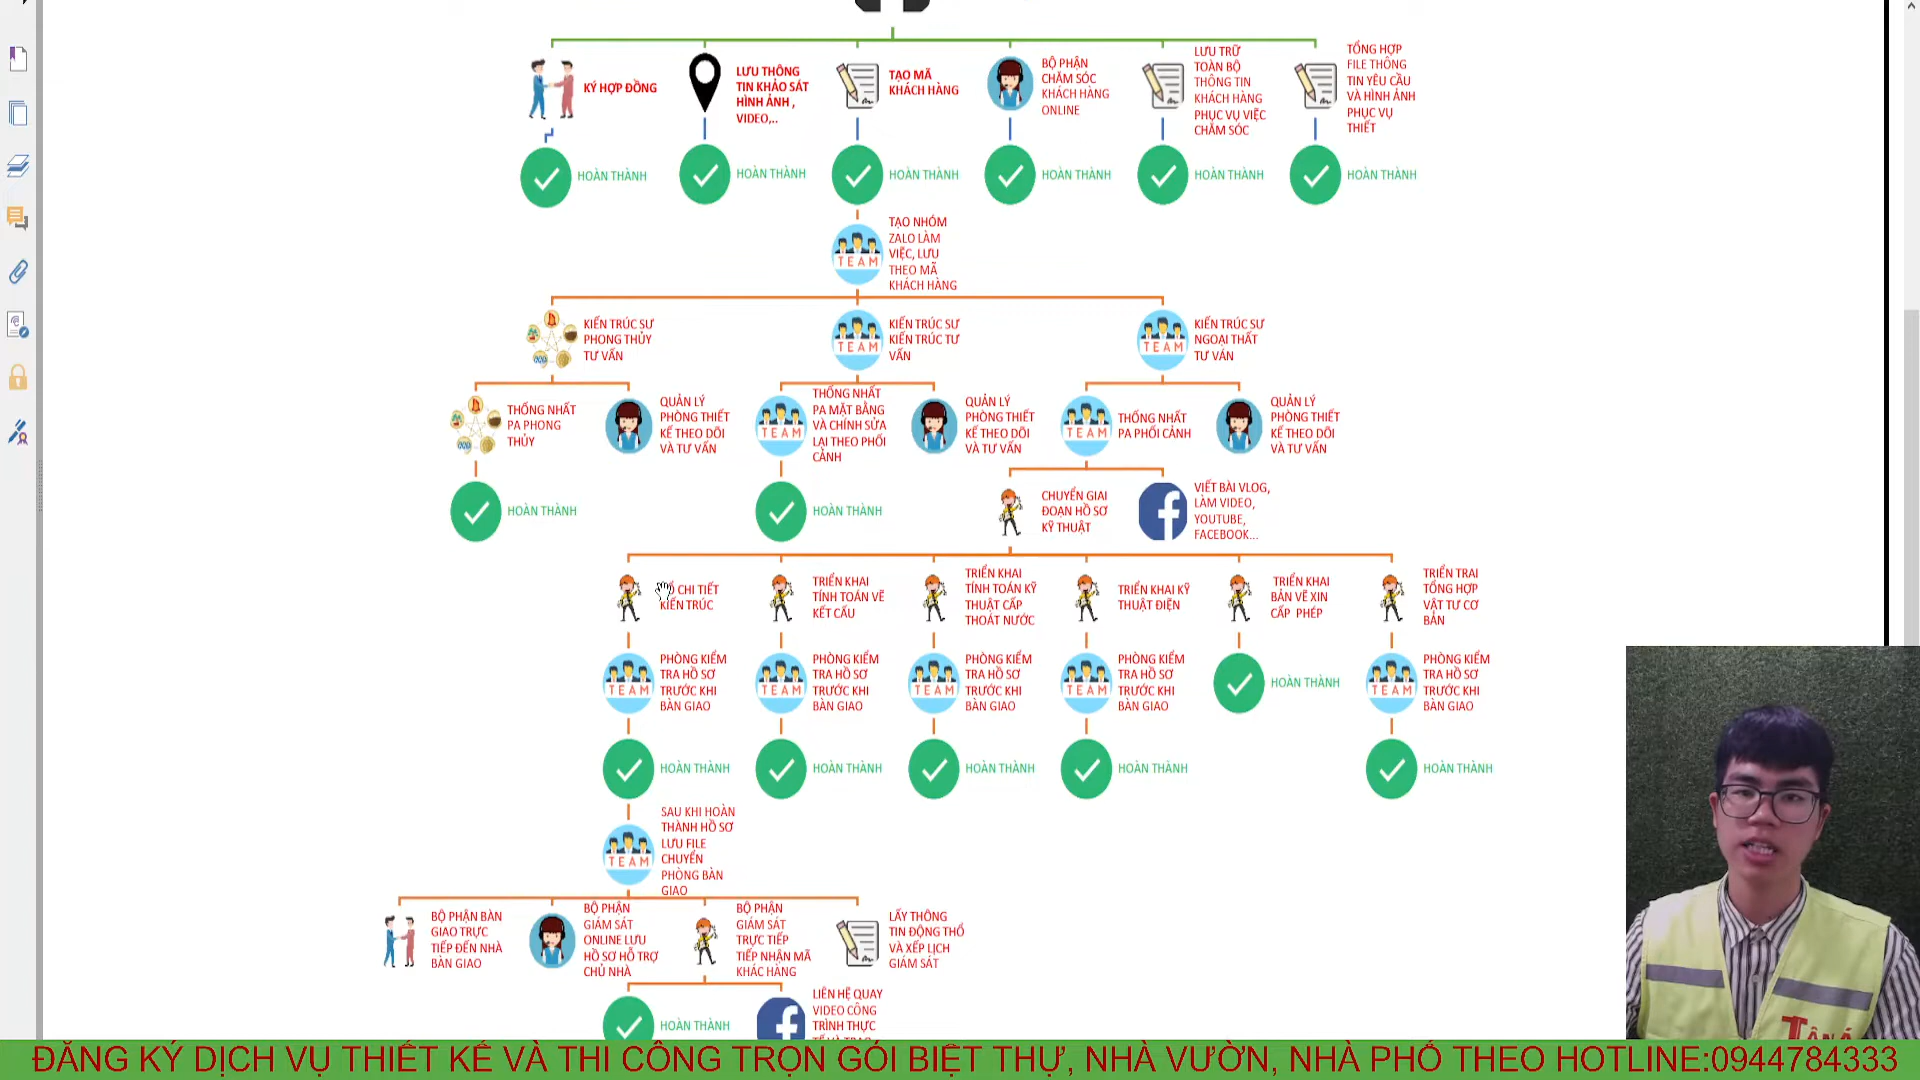 KÝ HỢP ĐỒNG
LƯU THÔNG
TIN KHẢO SÁT
HÌNH ẢNH ,
VIDEO,..
TẠO MÃ
KHÁCH HÀNG
BỘ PHẬN
CHĂM SÓC
KHÁCH HÀNG
ONLINE
LƯU TRỮ
TOÀN BỘ
THÔNG TIN
KHÁCH HÀNG
PHỤC VỤ VIỆC
CHĂM SÓC
TỔNG HỢP
FILE THÔNG
TIN YÊU CẦU
VÀ HÌNH ẢNH
PHỤC VỤ
THIẾT
HOÀN THÀNH
HOÀN THÀNH
HOÀN THÀNH
HOÀN THÀNH
HOÀN THÀNH
HOÀN THÀNH
TEAM
TẠO NHÓM
ZALO LÀM
VIỆC, LƯU
THEO MÃ
KHÁCH HÀNG
KIẾN TRÚC SƯ
PHONG THỦY
TƯ VẤN
TEAM
KIẾN TRÚC SƯ
KIẾN TRÚC TƯ
VẤN
TEAM
KIẾN TRÚC SƯ
NGOẠI THẤT
TƯ VÁN
THỐNG NHẤT
PA PHONG
THỦY
QUẢN LÝ
PHÒNG THIẾT
KẾ THEO DÕI
VÀ TƯ VẤN
TEAM
THỐNG NHẤT
PA MẶT BẰNG
VÀ CHỈNH SỬA
LẠI THEO PHỐI
CẢNH
QUẢN LÝ
PHÒNG THIẾT
KẾ THEO DÕI
VÀ TƯ VẤN
TEAM
THỐNG NHẤT
PA PHỐI CẢNH
QUẢN LÝ
PHÒNG THIẾT
KẾ THEO DÕI
VÀ TƯ VẤN
HOÀN THÀNH
HOÀN THÀNH
CHUYỂN GIAI
ĐOẠN HỒ SƠ
KỸ THUẬT
VIẾT BÀI VLOG,
LÀM VIDEO,
YOUTUBE,
FACEBOOK...
CHI TIẾT
KIẾN TRÚC
TRIỂN KHAI
TÍNH TOÁN VẼ
KẾT CẤU
TRIỂN KHAI
TÍNH TOÁN KỸ
THUẬT CẤP
THOÁT NƯỚC
TRIỂN KHAI KỸ
THUẬT ĐIỆN
TRIỂN KHAI
BẢN VẼ XIN
CẤP PHÉP
TRIỂN TRAI
TỔNG HỢP
VẬT TƯ CƠ
BẢN
TEAM
PHÒNG KIỂM
TRA HỒ SƠ
TRƯỚC KHI
BÀN GIAO
TEAM
PHÒNG KIỂM
TRA HỒ SƠ
TRƯỚC KHI
BÀN GIAO
TEAM
PHÒNG KIỂM
TRA HỒ SƠ
TRƯỚC KHI
BÀN GIAO
TEAM
PHÒNG KIỂM
TRA HỒ SƠ
TRƯỚC KHI
BÀN GIAO
HOÀN THÀNH
TEAM
PHÒNG KIỂM
TRA HỒ SƠ
TRƯỚC KHI
BÀN GIAO
HOÀN THÀNH
HOÀN THÀNH
HOÀN THÀNH
HOÀN THÀNH
HOÀN THÀNH
TEAM
SAU KHI HOÀN
THÀNH HỒ SƠ
LƯU FILE
CHUYỂN
PHÒNG BÀN
GIAO
BỘ PHẬN BÀN
GIAO TRỰC
TIẾP ĐẾN NHÀ
BÀN GIAO
BỘ PHẬN
GIÁM SÁT
ONLINE LƯU
HỒ SƠ HỖ TRỢ
CHỦ NHÀ
BỘ PHẬN
GIÁM SÁT
TRỰC TIẾP
TIẾP NHẬN MÃ
KHÁC HÀNG
LẤY THÔNG
TIN ĐỘNG THỔ
VÀ XẾP LỊCH
GIÁM SÁT
HOÀN THÀNH
LIÊN HỆ QUAY
VIDEO CÔNG
TRÌNH THỰC
ĐĂNG KÝ DỊCH VỤ THIẾT KẾ VÀ THI CÔNG TRỌN GÓI BIỆT THỰ, NHÀ VƯỜN, NHÀ PHỐ THEO HOTLINE:0944784333